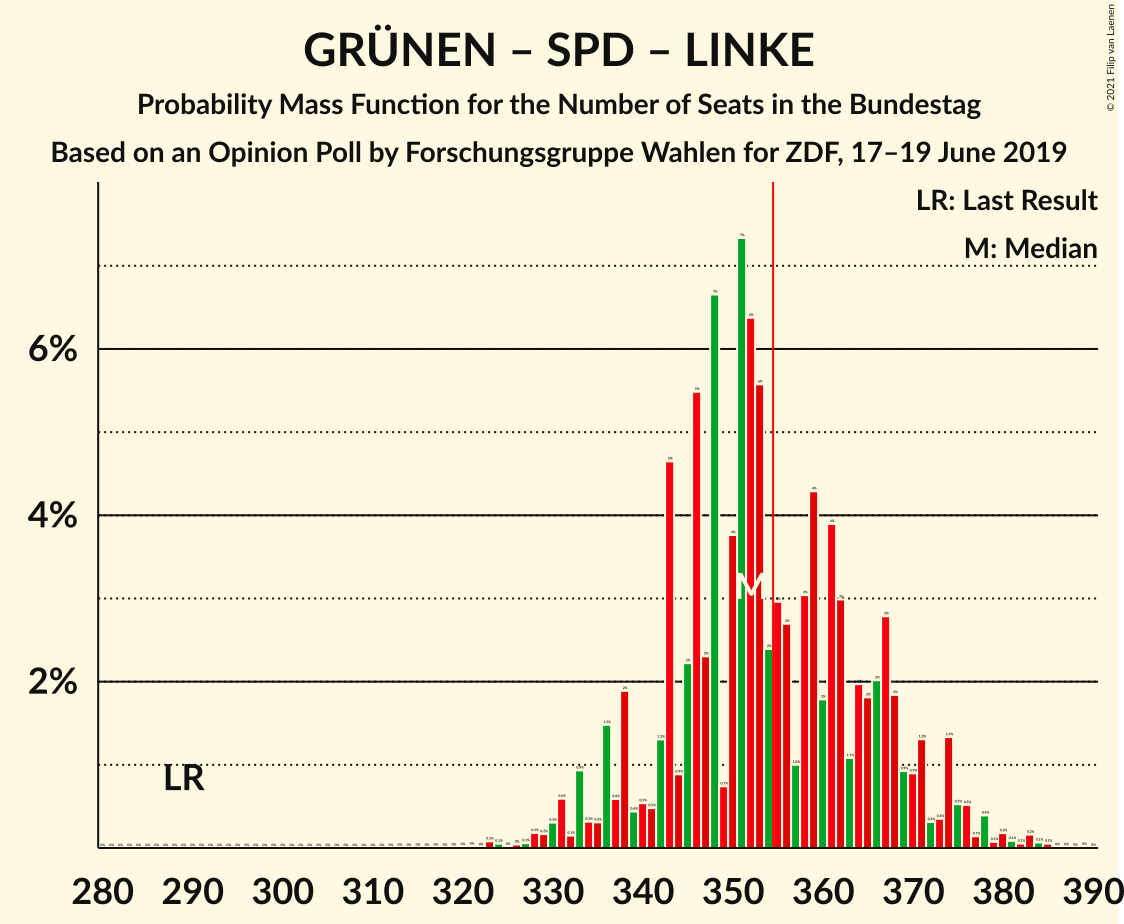 GRÜNEN – SPD – LINKE
Probability Mass Function for the Number of Seats in the Bundestag
Based on an Opinion Poll by Forschungsgruppe Wahlen for ZDF, 17–19 June 2019
© 2021 Filip van Laenen
LR: Last Result
M: Median
6%
4%
2%
LR
M
280 290 300 310 320 330 340 350 360 370 380 390